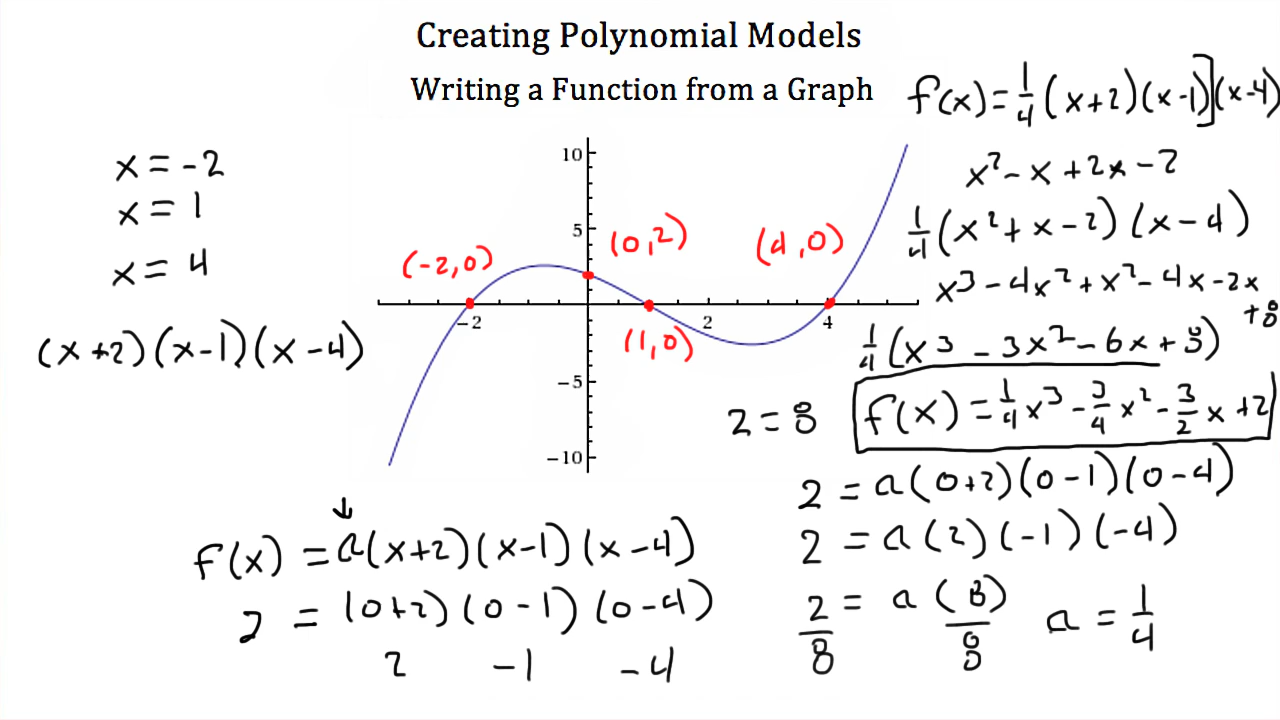 Creating Polynomial Models
Writing a Function from a Graph
x = -2
x = 1
x = 4
(x+2)(x-1)(x-4)
10
5
-5
-10
-2
2
4
(-2,0)
(0,2)
(1,0)
(4,0)
f(x) = a(x+2)(x-1)(x-4)
2 = (0+2)(0-1)(0-4)
2 -1 -4
2 = 8
f(x) = 1/4 (x+2)(x-1)](x-4)
x² - x + 2x - 2
1/4 (x² + x - 2)(x - 4)
x³ - 4x² + x² - 4x - 2x
+8
1/4 (x³ - 3x² - 6x + 8)
f(x) = 1/4 x³ - 3/4 x² - 3/2 x + 2
2 = a(0+2)(0-1)(0-4)
2 = a(2)(-1)(-4)
2/8 = a(8)/8 a = 1/4